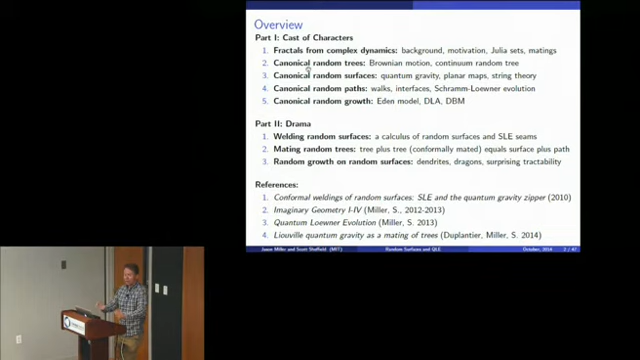 Overview
Part I: Cast of Characters
1. Fractals from complex dynamics: background, motivation, Julia sets, matings
2. Canonical random trees: Brownian motion, continuum random tree
3. Canonical random surfaces: quantum gravity, planar maps, string theory
4. Canonical random paths: walks, interfaces, Schramm-Loewner evolution
5. Canonical random growth: Eden model, DLA, DBM
Part II: Drama
1. Welding random surfaces: a calculus of random surfaces and SLE seams
2. Mating random trees: tree plus tree (conformally mated) equals surface plus path
3. Random growth on random surfaces: dendrites, dragons, surprising tractability
References:
1. Conformal weldings of random surfaces: SLE and the quantum gravity zipper (2010)
2. Imaginary Geometry I-IV (Miller, S., 2012-2013)
3. Quantum Loewner Evolution (Miller, S. 2013)
4. Liouville quantum gravity as a mating of trees (Duplantier, Miller, S. 2014)
Jason Miller and Scott Sheffield (MIT) Random Surfaces and QLE October, 2014 2 / 47